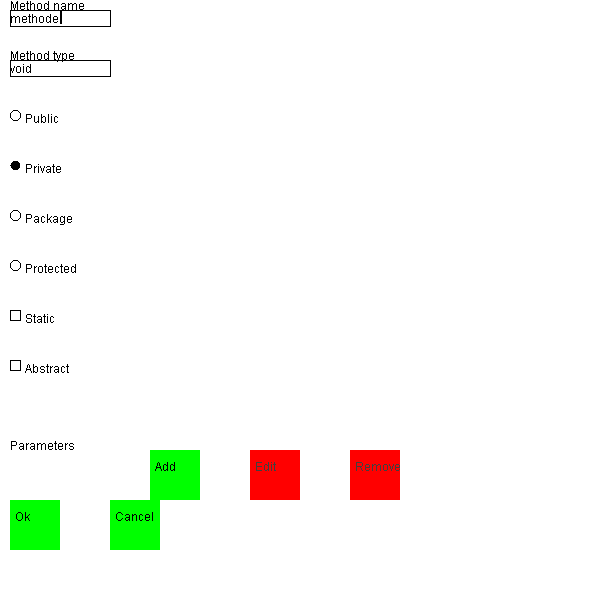 Method name
methode
Method type
void
Public
Private
Package
Protected
Static
Abstract
Parameters
Add Edit Remove
Ok Cancel